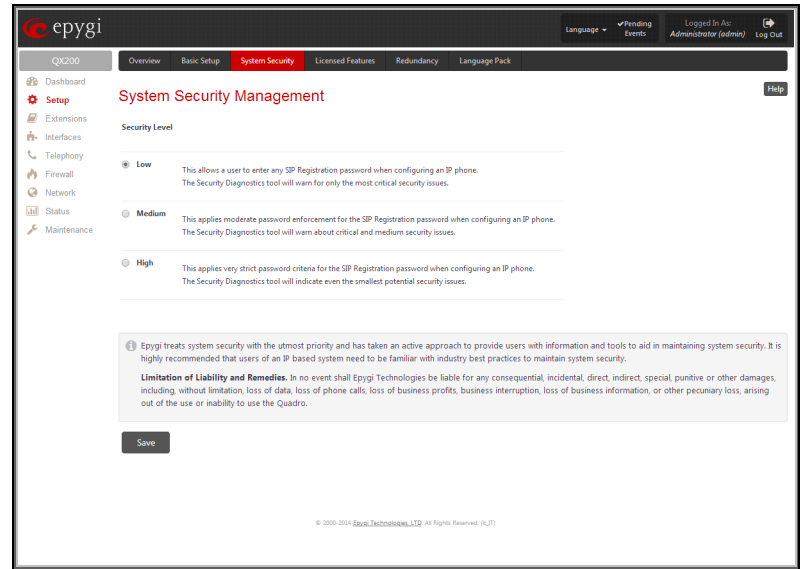 epygi
Language
✔Pending Events
Logged In As:
Administrator (admin)
Log Out
QX200
Overview
Basic Setup
System Security
Licensed Features
Redundancy
Language Pack
Dashboard
Setup
Extensions
Interfaces
Telephony
Firewall
Network
Status
Maintenance
System Security Management
Help
Security Level
Low
This allows a user to enter any SIP Registration password when configuring an IP phone.
The Security Diagnostics tool will warn for only the most critical security issues.
Medium
This applies moderate password enforcement for the SIP Registration password when configuring an IP phone.
The Security Diagnostics tool will warn about critical and medium security issues.
High
This applies very strict password criteria for the SIP Registration password when configuring an IP phone.
The Security Diagnostics tool will indicate even the smallest potential security issues.
Epygi treats system security with the utmost priority and has taken an active approach to provide users with information and tools to aid in maintaining system security. It is
highly recommended that users of an IP based system need to be familiar with industry best practices to maintain system security.
Limitation of Liability and Remedies. In no event shall Epygi Technologies be liable for any consequential, incidental, direct, indirect, special, punitive or other damages,
including, without limitation, loss of data, loss of phone calls, loss of business profits, business interruption, loss of business information, or other pecuniary loss, arising
out of the use or inability to use the Quadro.
Save
© 2000-2014 Epygi Technologies, LTD. All Rights Reserved. (it_IT)